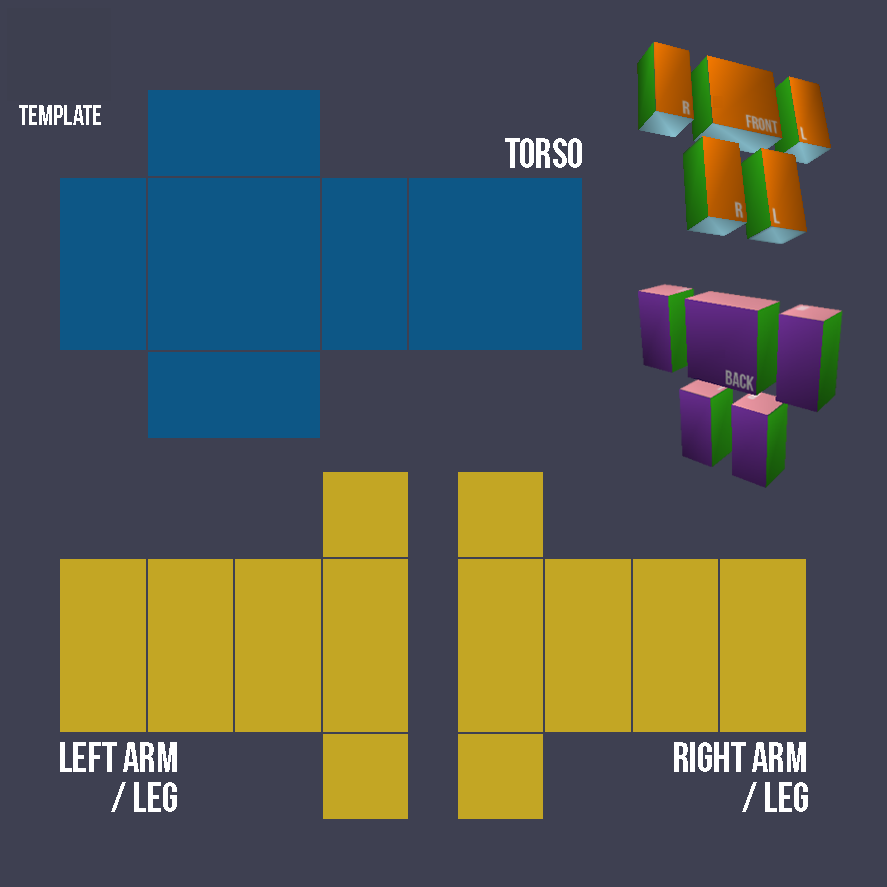 TEMPLATE
TORSO
R
FRONT
L
R
L
BACK
LEFT ARM
/ LEG
RIGHT ARM
/ LEG